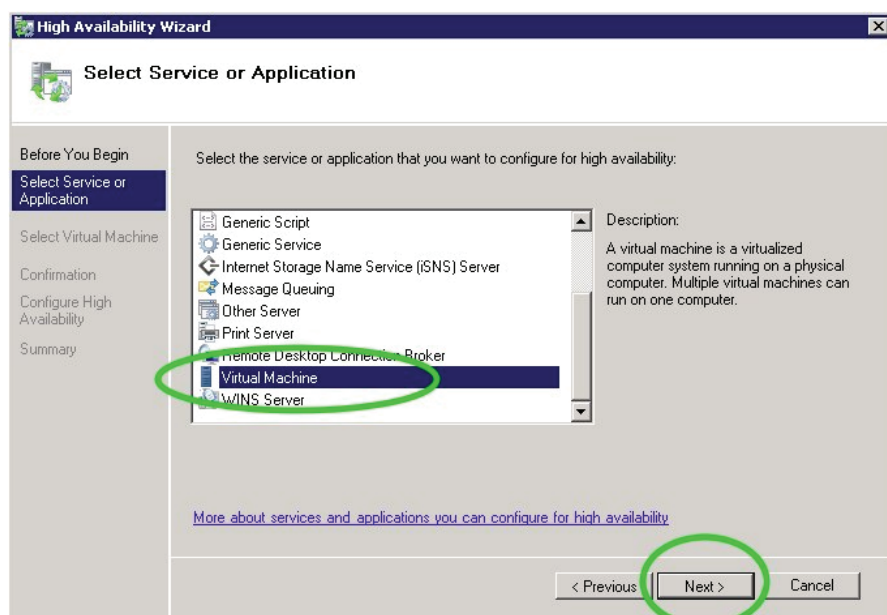 High Availability Wizard
Select Service or Application
Before You Begin
Select Service or
Application
Select Virtual Machine
Confirmation
Configure High
Availability
Summary
Select the service or application that you want to configure for high availability:
Generic Script
Generic Service
Internet Storage Name Service (iSNS) Server
Message Queuing
Other Server
Print Server
Remote Desktop Connection Broker
Virtual Machine
WINS Server
Description:
A virtual machine is a virtualized
computer system running on a physical
computer. Multiple virtual machines can
run on one computer.
More about services and applications you can configure for high availability
< Previous
Next >
Cancel